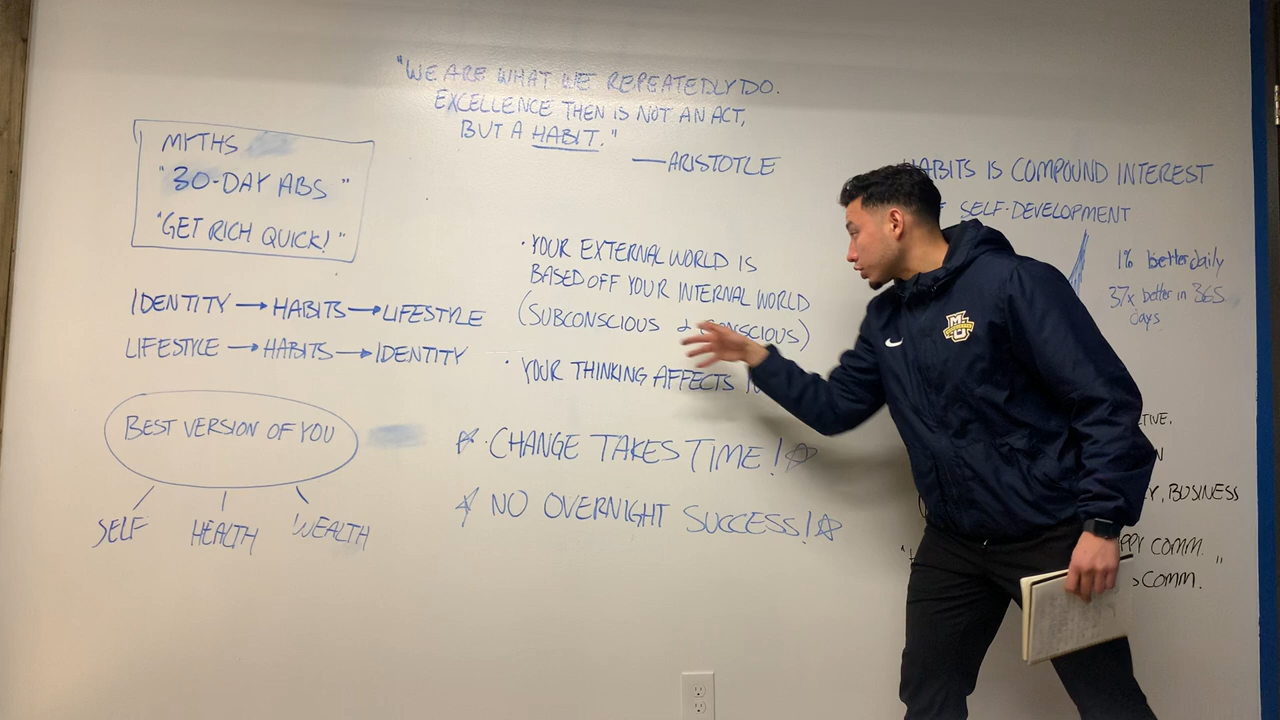 "WE ARE WHAT WE REPEATEDLY DO.
EXCELLENCE THEN IS NOT AN ACT,
BUT A HABIT."
—ARISTOTLE
MYTHS
"30-DAY ABS"
"GET RICH QUICK!"
IDENTITY → HABITS → LIFESTYLE
LIFESTYLE → HABITS → IDENTITY
BEST VERSION OF YOU
SELF HEALTH WEALTH
· YOUR EXTERNAL WORLD IS
BASED OFF YOUR INTERNAL WORLD
(SUBCONSCIOUS & CONSCIOUS)
· YOUR THINKING AFFECTS
☆ · CHANGE TAKES TIME! ☆
☆ NO OVERNIGHT SUCCESS! ☆
HABITS IS COMPOUND INTEREST
SELF-DEVELOPMENT
1% better daily
37x better in 365
days
BUSINESS
COMM.
COMM."
MU